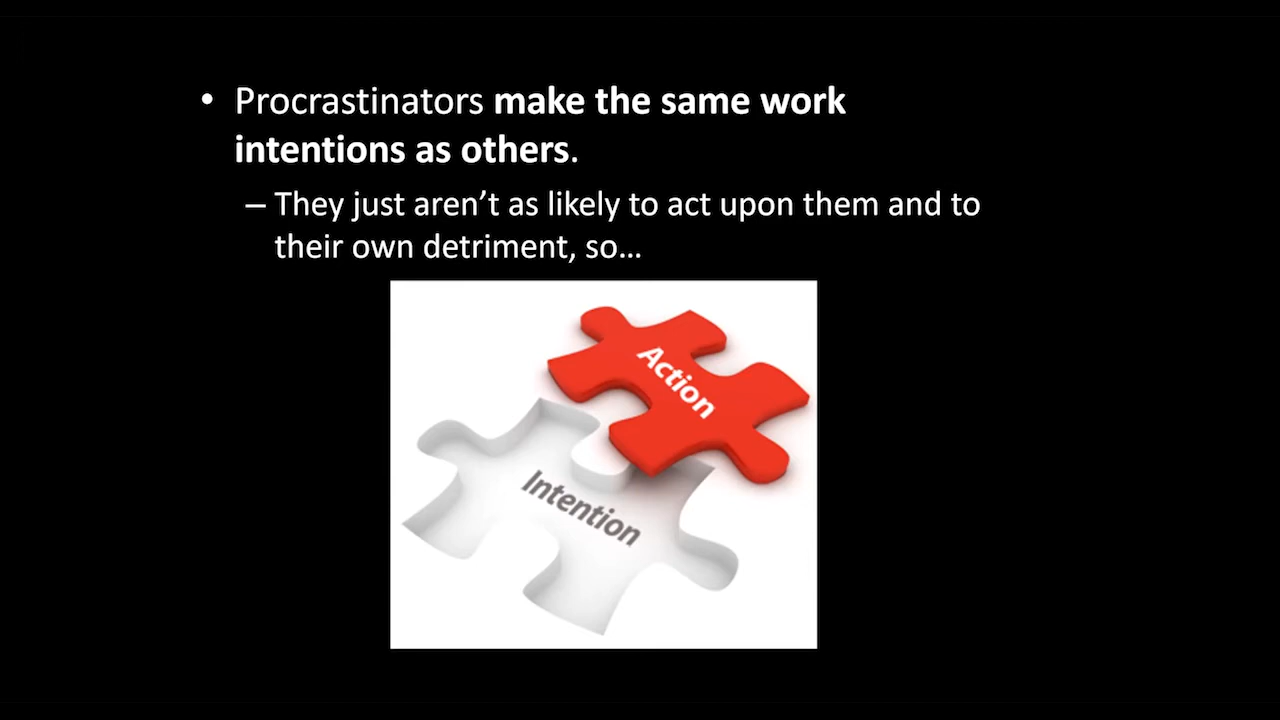 • Procrastinators make the same work
intentions as others.
– They just aren’t as likely to act upon them and to
their own detriment, so…
Action
Intention